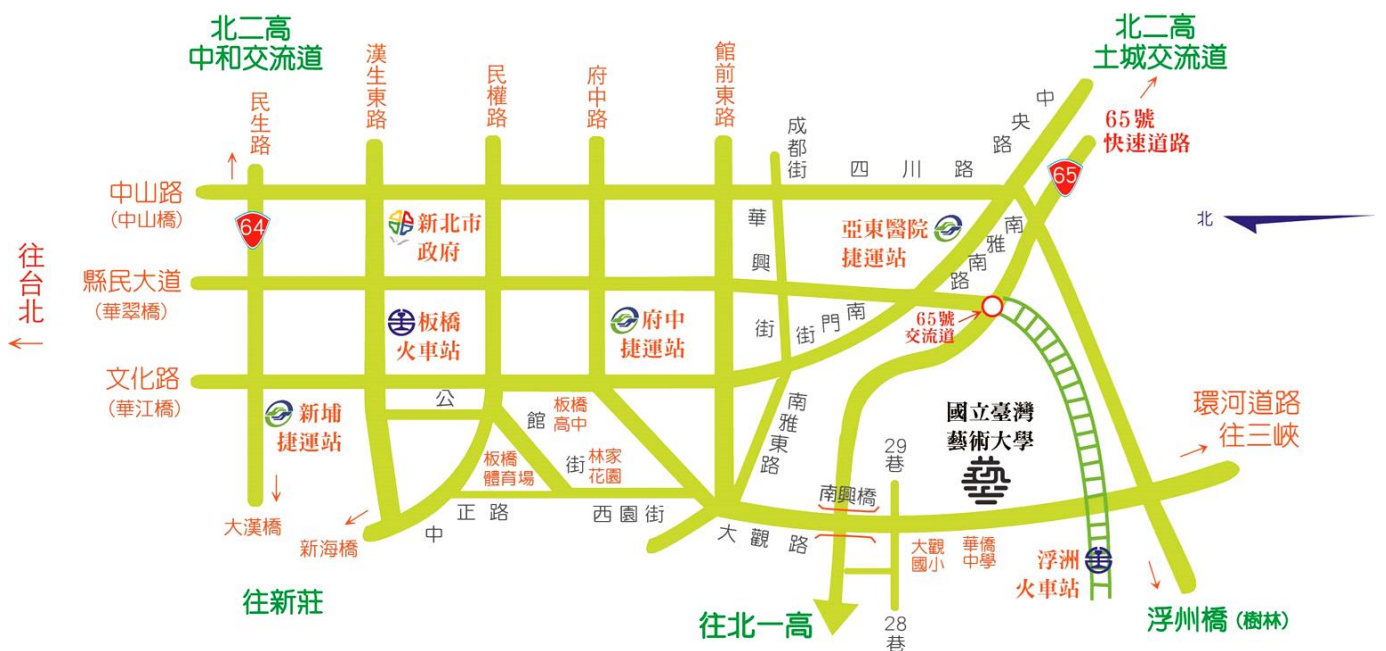 北二高
中和交流道
北二高
土城交流道
民生路
漢生東路
民權路
府中路
館前東路
成都街
四川路
中央路
65號
快速道路
65
中山路
(中山橋)
64
新北市
政府
華興街
亞東醫院
捷運站
南雅南路
北
往台北
縣民大道
(華翠橋)
板橋
火車站
府中
捷運站
南門街
65號
交流道
文化路
(華江橋)
新埔
捷運站
公館街
板橋
高中
南雅東路
國立臺灣
藝術大學
環河道路
往三峽
板橋
體育場
林家
花園
29巷
南興橋
大漢橋
新海橋
中正路
西園街
大觀路
大觀
國小
華僑
中學
浮洲
火車站
往新莊
往北一高
28巷
浮州橋(樹林)